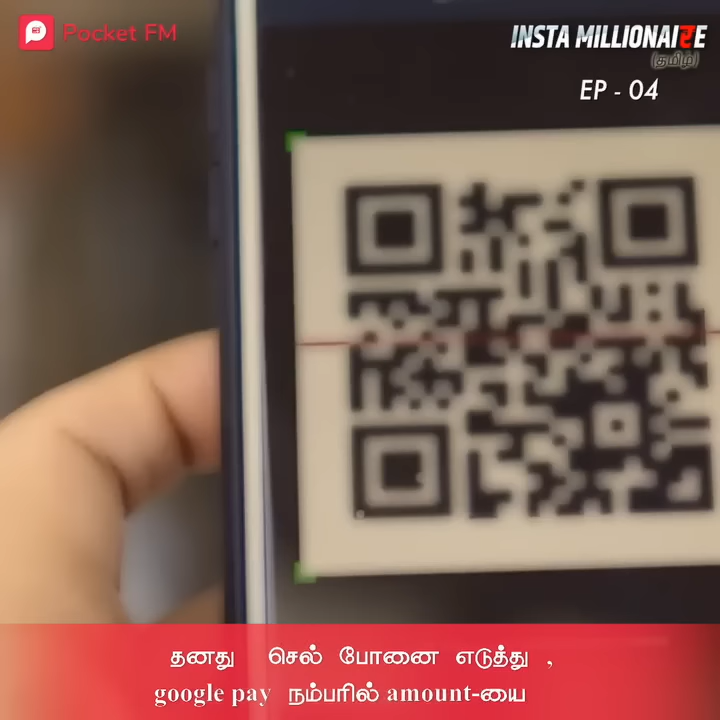 Pocket FM
INSTA MILLIONAIRE
(தமிழ்)
EP - 04
தனது செல் போனை எடுத்து ,
google pay நம்பரில் amount-யை